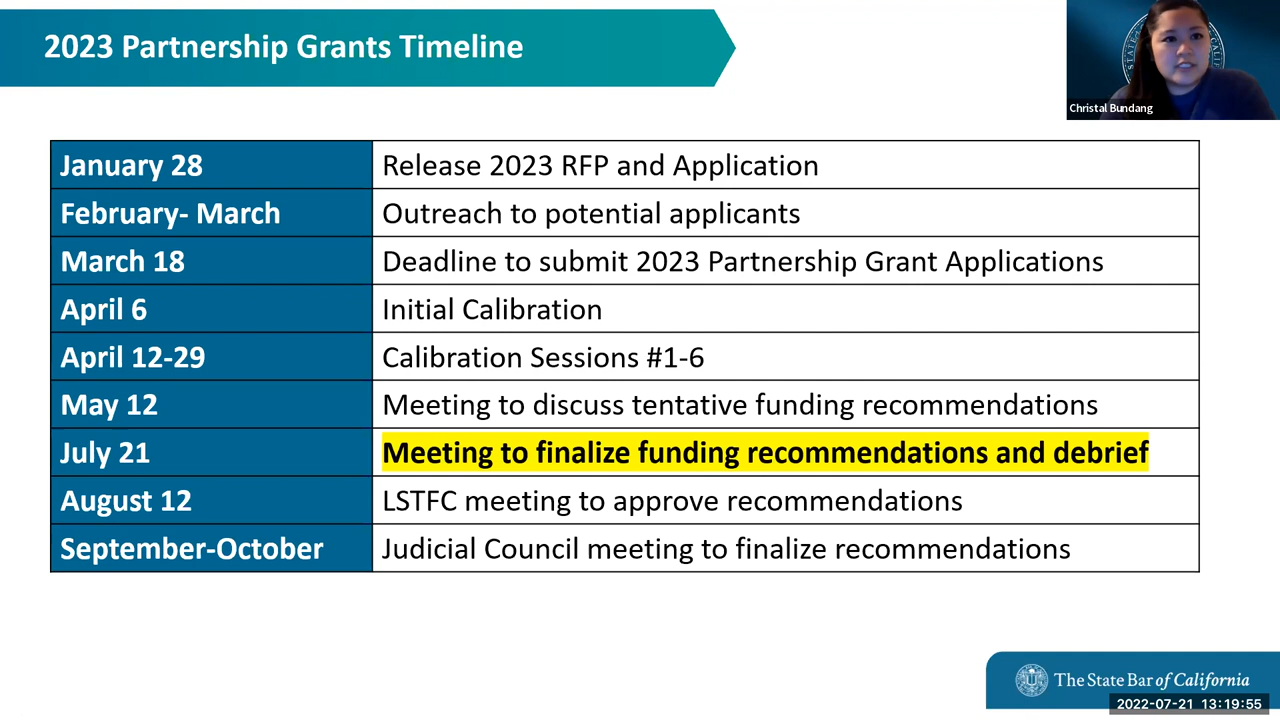 2023 Partnership Grants Timeline
Christal Bundang
January 28 Release 2023 RFP and Application
February- March Outreach to potential applicants
March 18 Deadline to submit 2023 Partnership Grant Applications
April 6 Initial Calibration
April 12-29 Calibration Sessions #1-6
May 12 Meeting to discuss tentative funding recommendations
July 21 Meeting to finalize funding recommendations and debrief
August 12 LSTFC meeting to approve recommendations
September-October Judicial Council meeting to finalize recommendations
The State Bar of California
2022-07-21 13:19:55